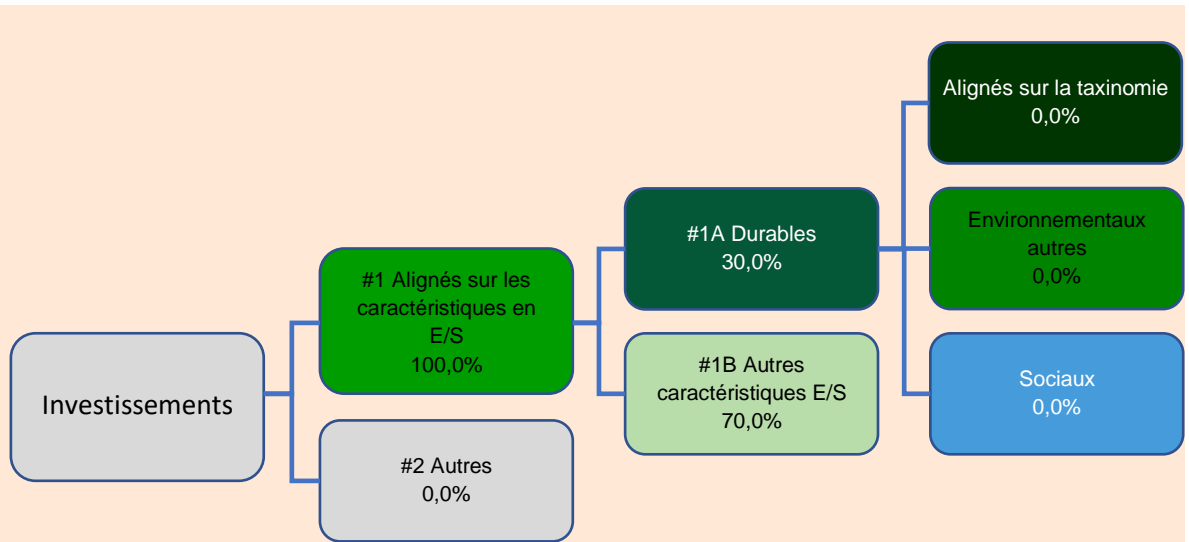 Investissements
#1 Alignés sur les
caractéristiques en
E/S
100,0%
#2 Autres
0,0%
#1A Durables
30,0%
#1B Autres
caractéristiques E/S
70,0%
Alignés sur la taxinomie
0,0%
Environnementaux
autres
0,0%
Sociaux
0,0%